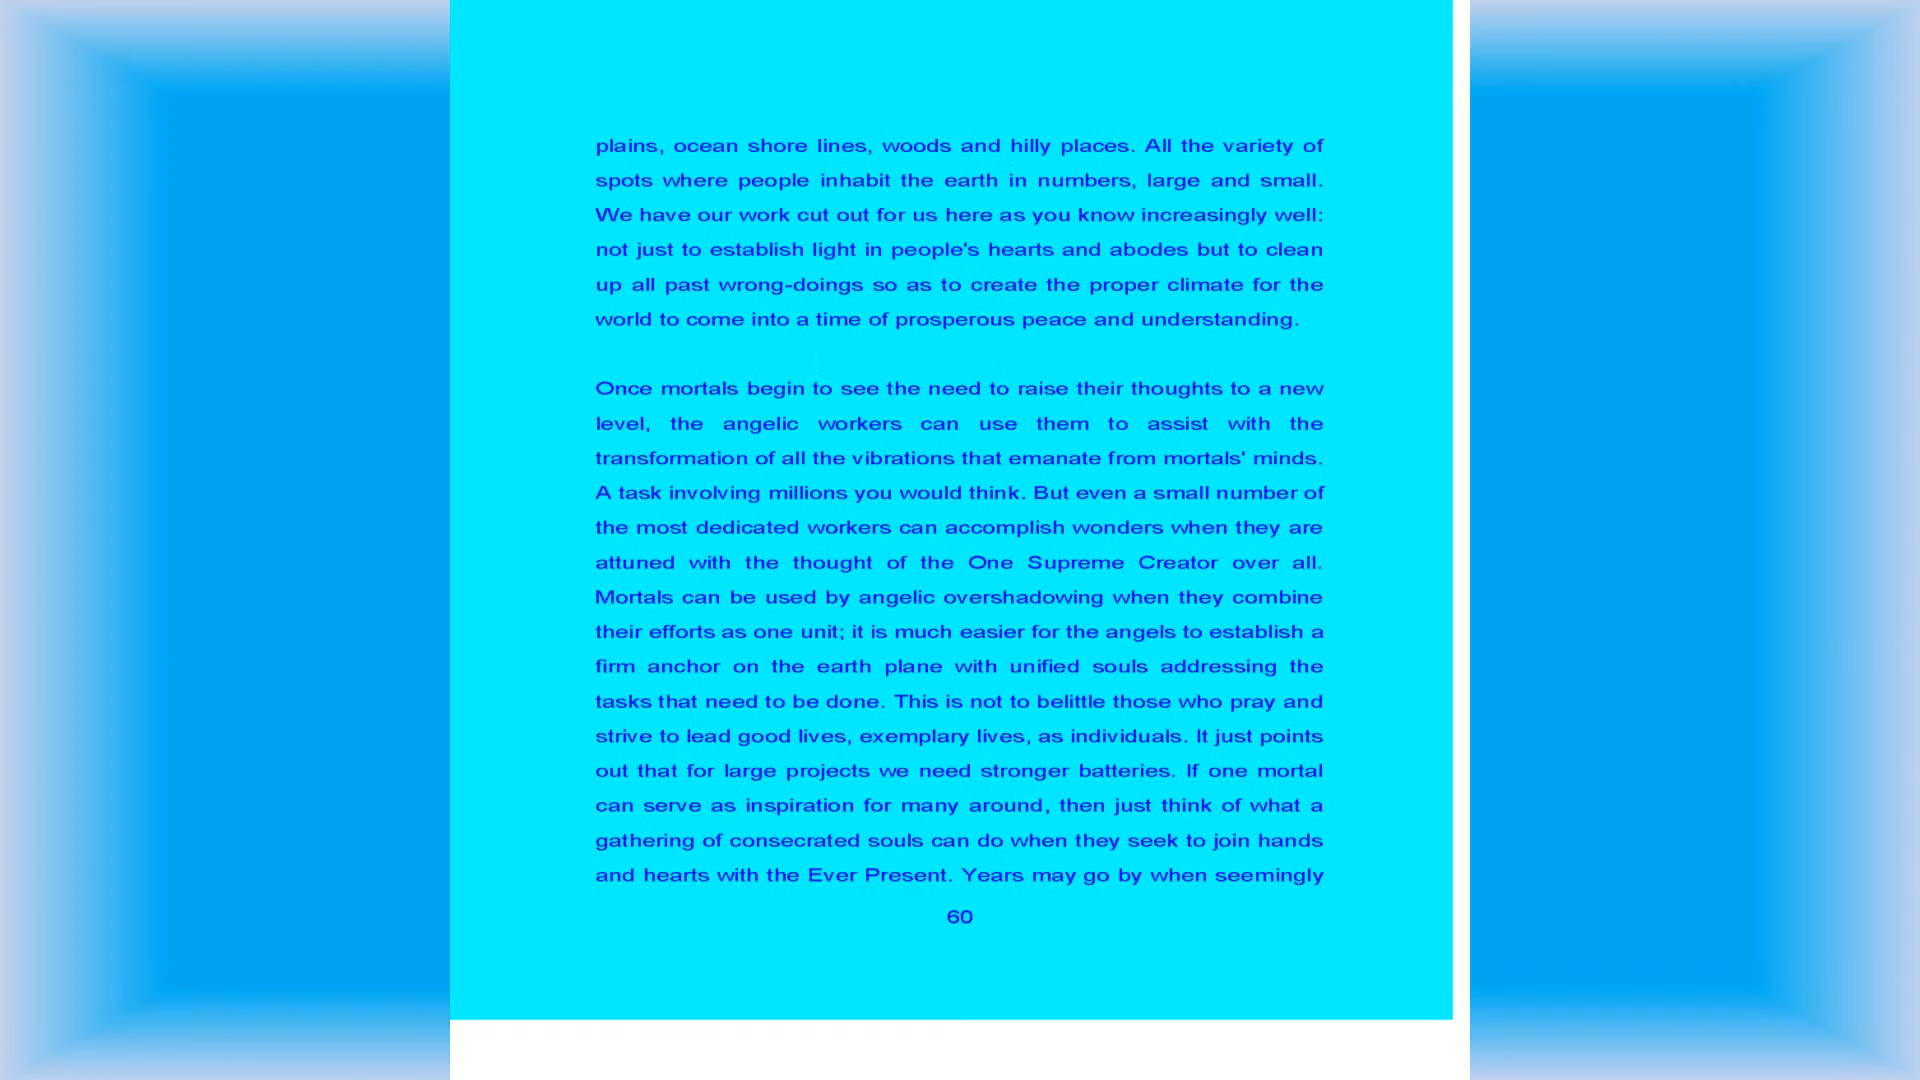 plains, ocean shore lines, woods and hilly places. All the variety of
spots where people inhabit the earth in numbers, large and small.
We have our work cut out for us here as you know increasingly well:
not just to establish light in people's hearts and abodes but to clean
up all past wrong-doings so as to create the proper climate for the
world to come into a time of prosperous peace and understanding.
Once mortals begin to see the need to raise their thoughts to a new
level, the angelic workers can use them to assist with the
transformation of all the vibrations that emanate from mortals' minds.
A task involving millions you would think. But even a small number of
the most dedicated workers can accomplish wonders when they are
attuned with the thought of the One Supreme Creator over all.
Mortals can be used by angelic overshadowing when they combine
their efforts as one unit; it is much easier for the angels to establish a
firm anchor on the earth plane with unified souls addressing the
tasks that need to be done. This is not to belittle those who pray and
strive to lead good lives, exemplary lives, as individuals. It just points
out that for large projects we need stronger batteries. If one mortal
can serve as inspiration for many around, then just think of what a
gathering of consecrated souls can do when they seek to join hands
and hearts with the Ever Present. Years may go by when seemingly
60